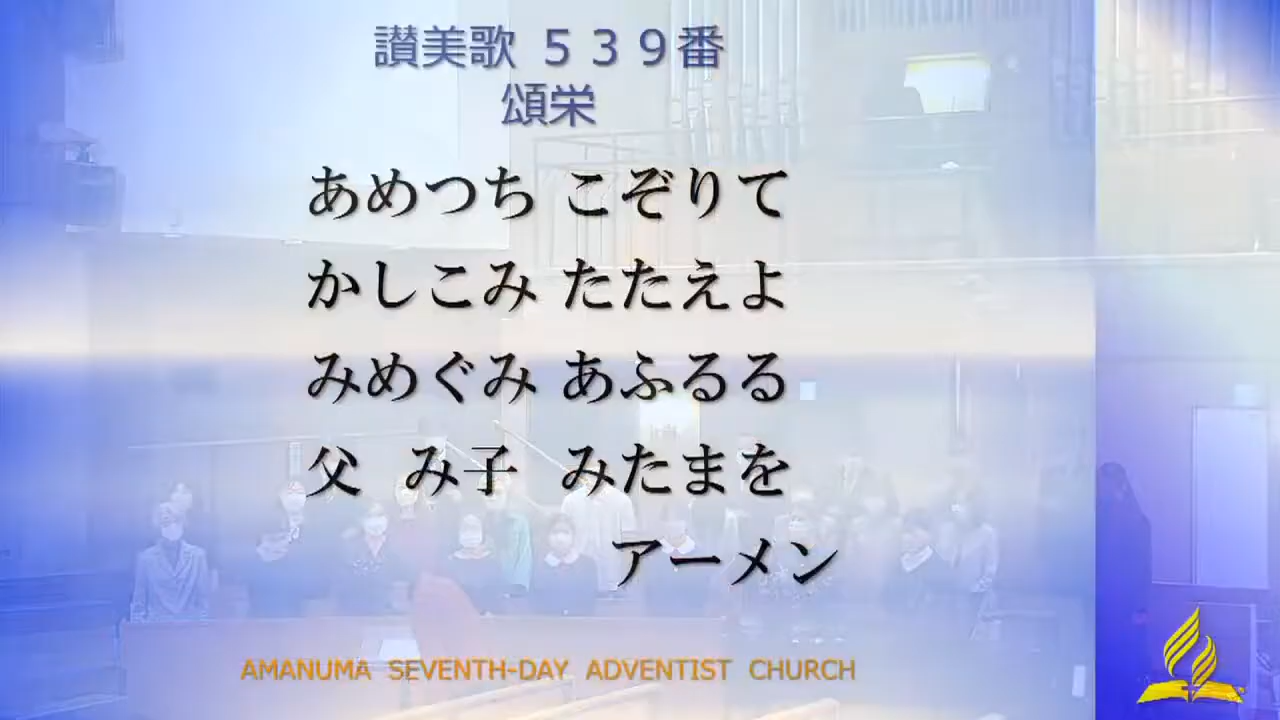 讃美歌 ５３９番
頌栄
あめつち こぞりて
かしこみ たたえよ
みめぐみ あふるる
父 み子 みたまを
アーメン
AMANUMA SEVENTH-DAY ADVENTIST CHURCH